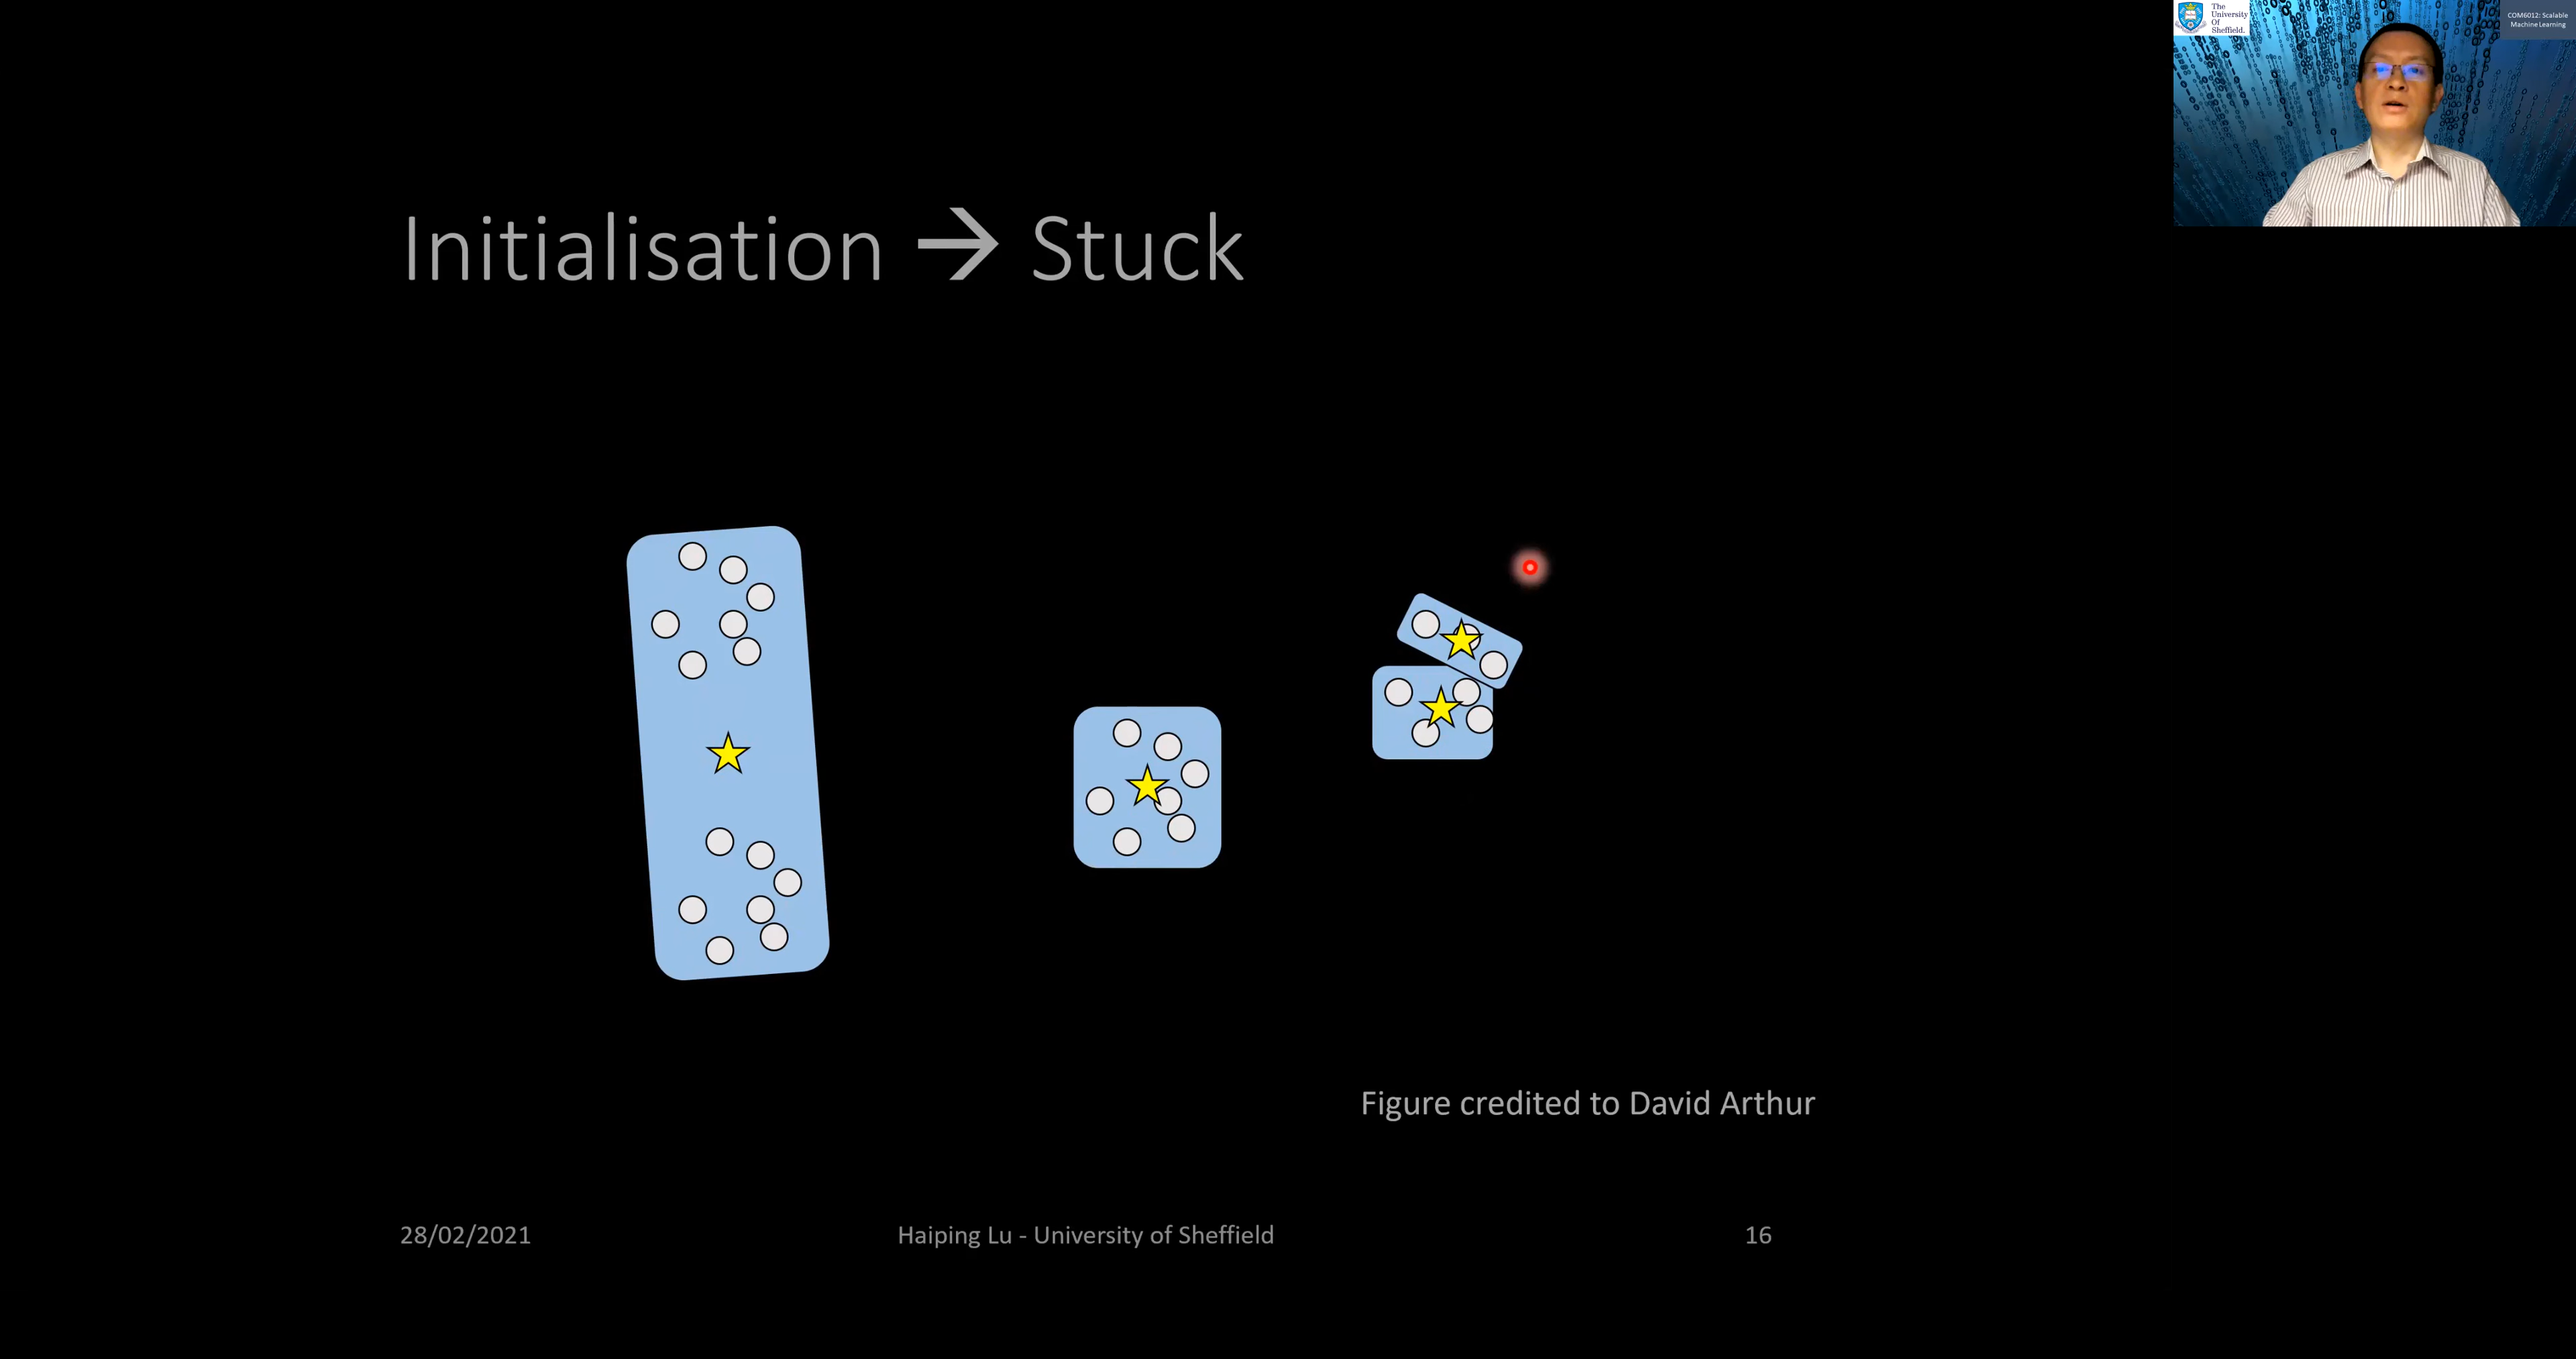 The
University
Of
Sheffield.
COM6012: Scalable
Machine Learning
Initialisation → Stuck
Figure credited to David Arthur
28/02/2021
Haiping Lu - University of Sheffield
16